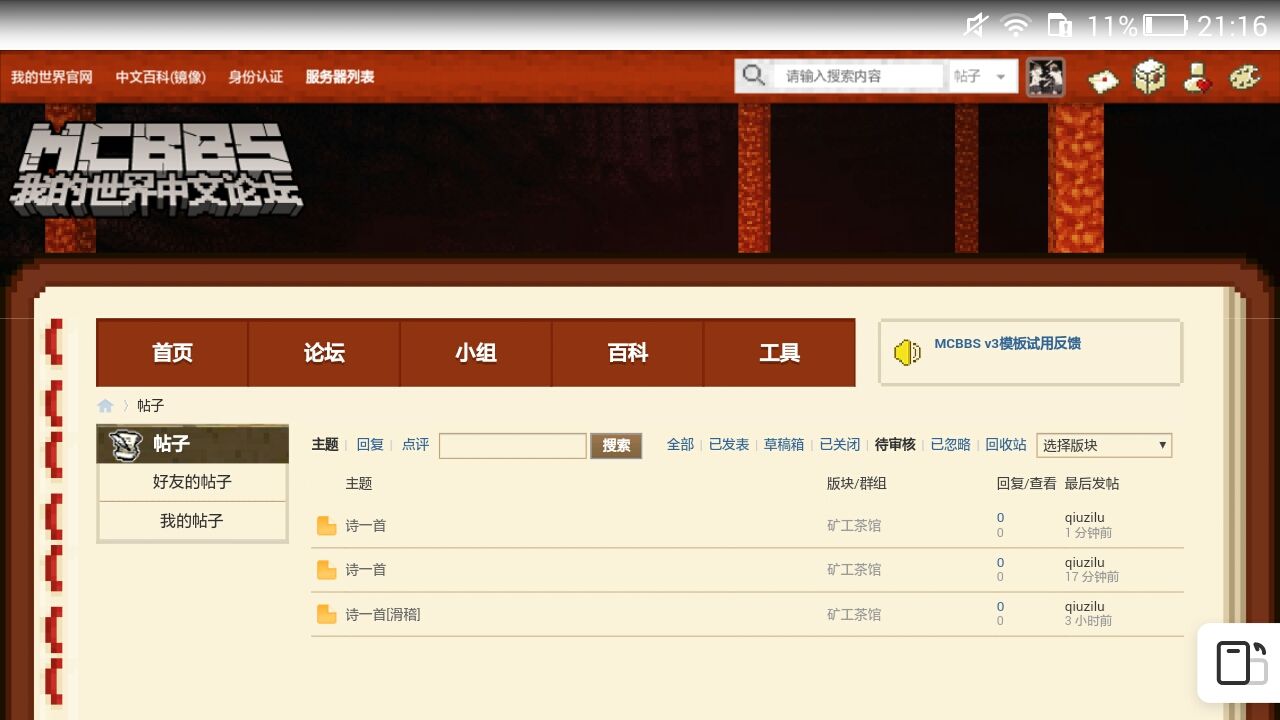 11% 21:16
我的世界官网 中文百科(镜像) 身份认证 服务器列表 请输入搜索内容 帖子
MCBBS
我的世界中文论坛
首页 论坛 小组 百科 工具 MCBBS v3模板试用反馈
帖子
帖子 主题 回复 点评 搜索 全部 已发表 草稿箱 已关闭 待审核 已忽略 回收站 选择版块
好友的帖子
我的帖子
主题 版块/群组 回复/查看 最后发帖
诗一首 矿工茶馆 0 qiuzilu
0 1 分钟前
诗一首 矿工茶馆 0 qiuzilu
0 17 分钟前
诗一首[滑稽] 矿工茶馆 0 qiuzilu
0 3 小时前